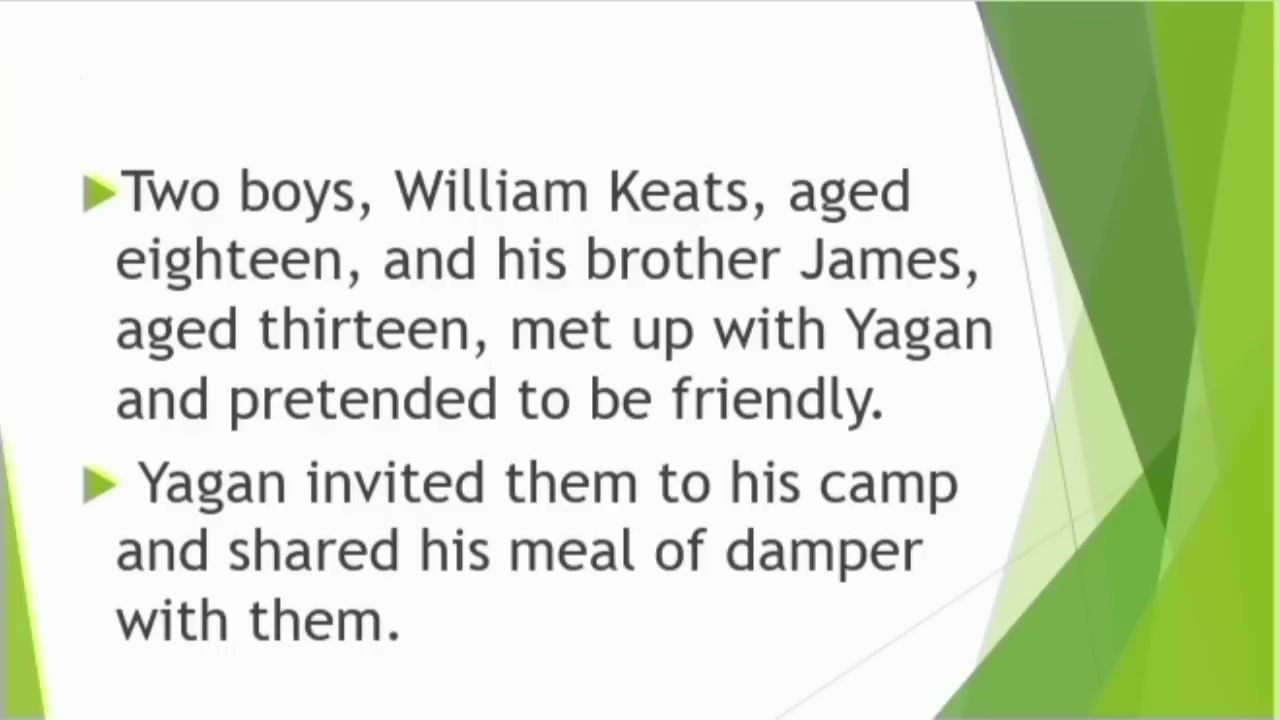 Two boys, William Keats, aged
eighteen, and his brother James,
aged thirteen, met up with Yagan
and pretended to be friendly.
Yagan invited them to his camp
and shared his meal of damper
with them.